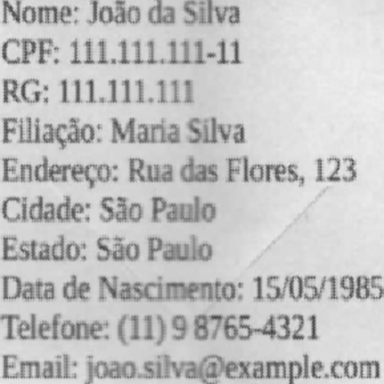 Nome: João da Silva
CPF: 111.111.111-11
RG: 111.111.111
Filiação: Maria Silva
Endereço: Rua das Flores, 123
Cidade: São Paulo
Estado: São Paulo
Data de Nascimento: 15/05/1985
Telefone: (11) 9 8765-4321
Email: joao.silva@example.com